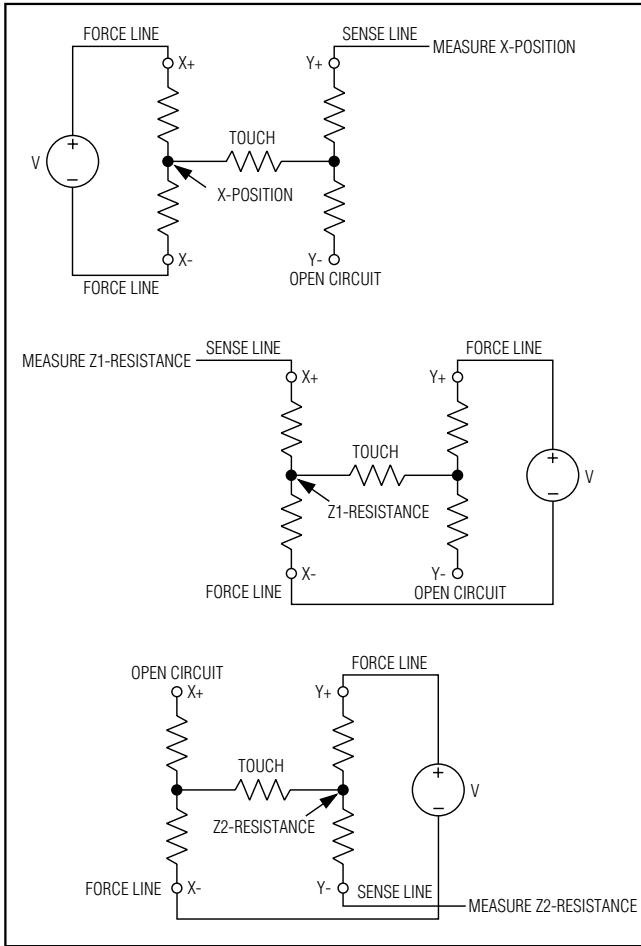 FORCE LINE
SENSE LINE
MEASURE X-POSITION
X+
Y+
TOUCH
+
V
−
X-POSITION
X-
Y-
FORCE LINE
OPEN CIRCUIT
MEASURE Z1-RESISTANCE
SENSE LINE
FORCE LINE
X+
Y+
TOUCH
+
V
−
Z1-RESISTANCE
X-
Y-
FORCE LINE
OPEN CIRCUIT
OPEN CIRCUIT
FORCE LINE
X+
Y+
TOUCH
+
V
−
Z2-RESISTANCE
FORCE LINE
X-
Y-
SENSE LINE
MEASURE Z2-RESISTANCE